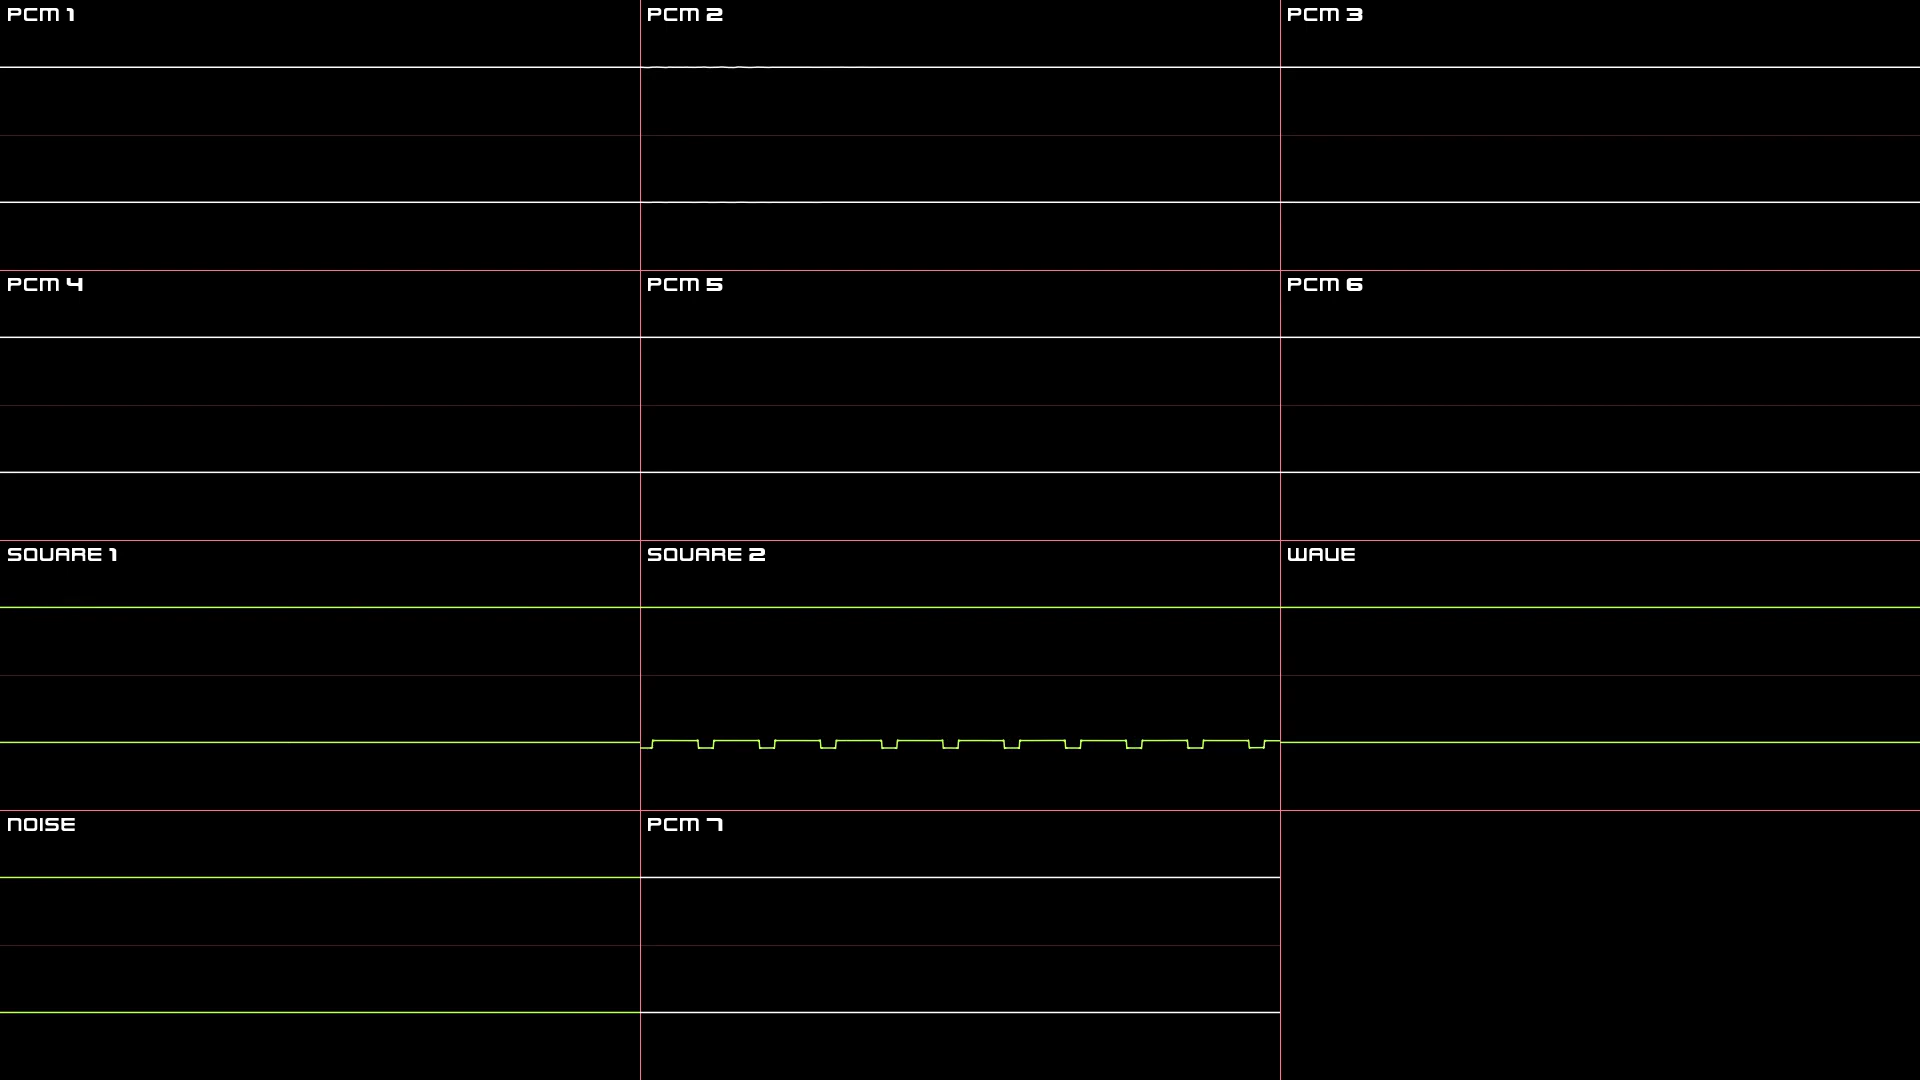 PCM 1
PCM 2
PCM 3
PCM 4
PCM 5
PCM 6
SQUARE 1
SQUARE 2
WAVE
NOISE
PCM 7